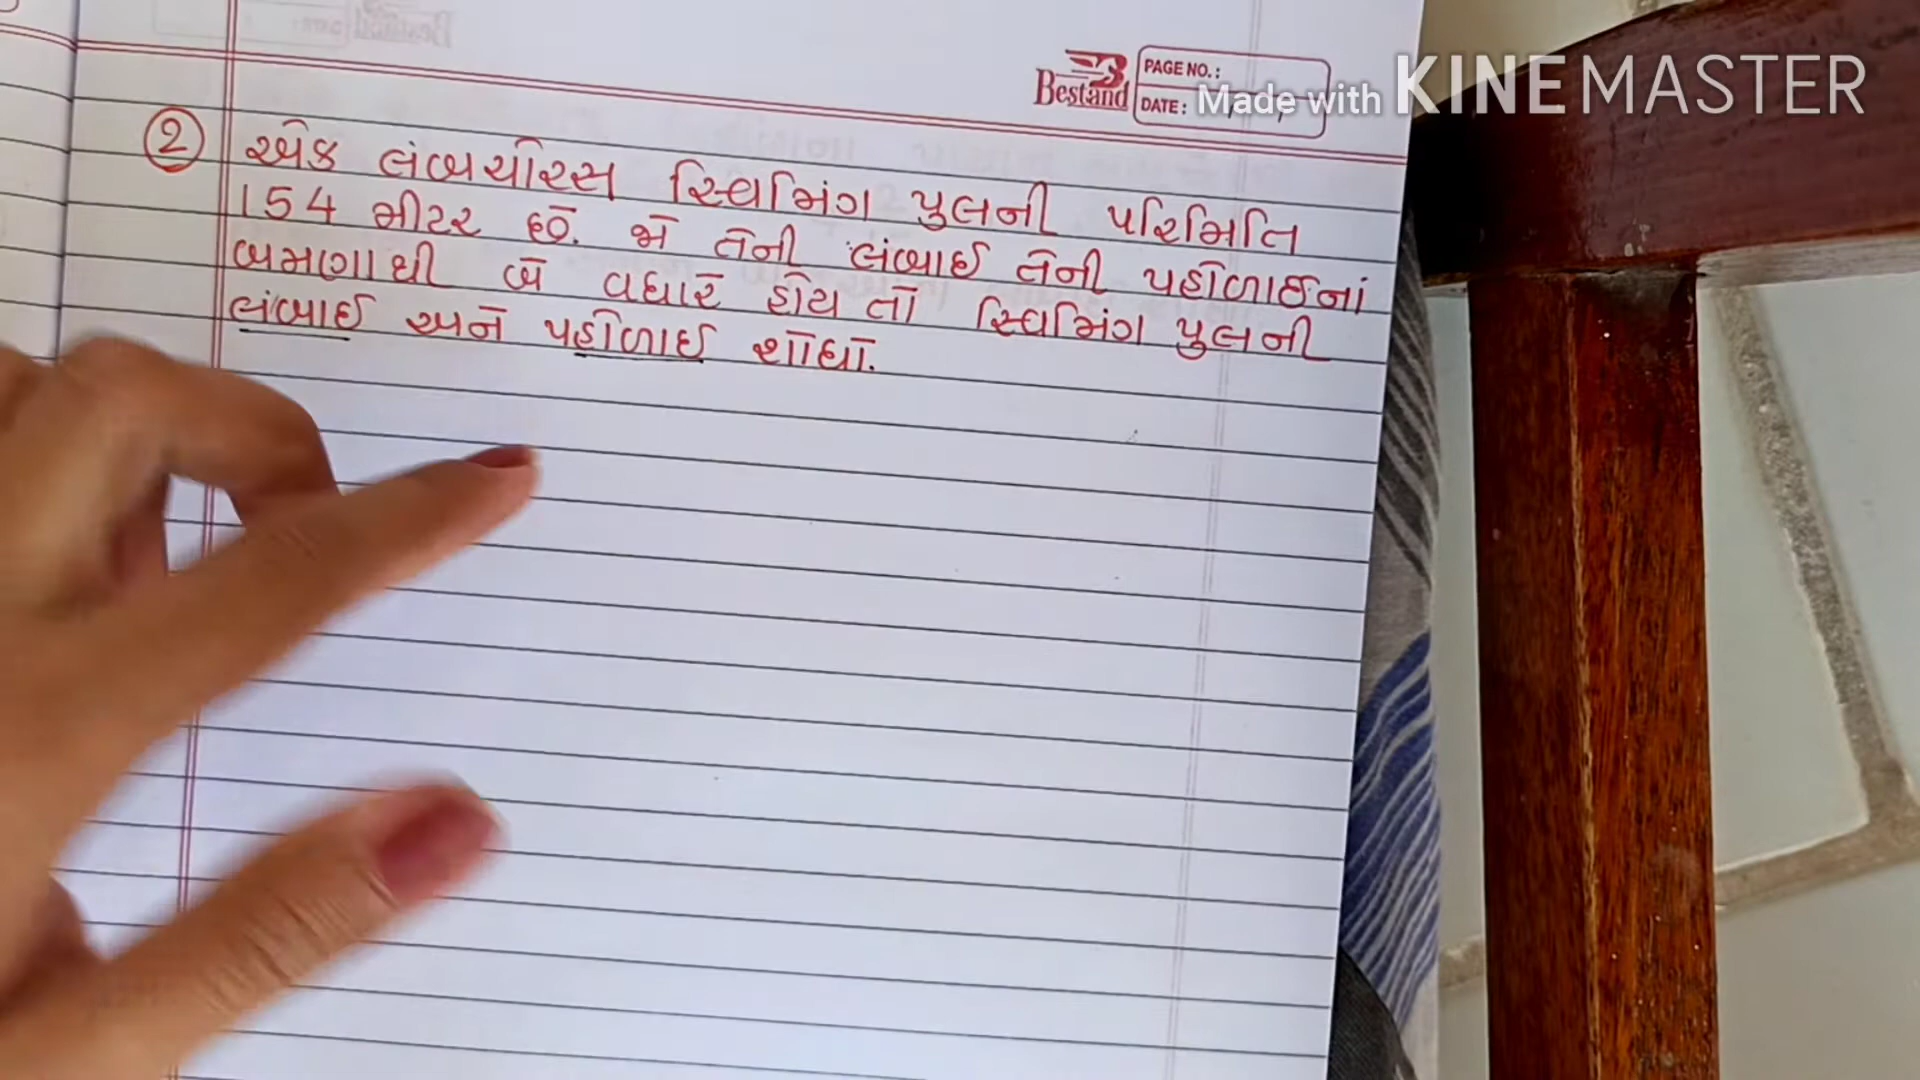 Bestand
PAGE NO.:
DATE:
Made with KINEMASTER
2 એક લંબચોરસ સ્વિમિંગ પુલની પરિમિતિ
154 મીટર છે. જો તેની લંબાઈ તેની પહોળાઈનાં
બમણાથી બે વધારે હોય તો સ્વિમિંગ પુલની
લંબાઈ અને પહોળાઈ શોધો.